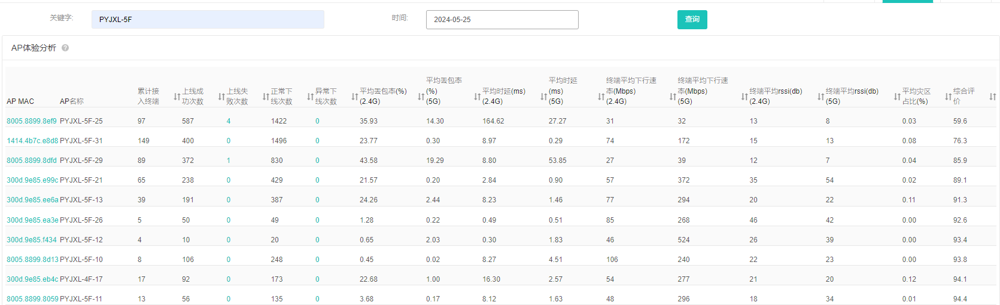 关键字: PYJXL-5F 时间: 2024-05-25 查询
AP体验分析
AP MAC AP名称 累计接入终端 上线成功次数 上线失败次数 正常下线次数 异常下线次数 平均丢包率(%)(2.4G) 平均丢包率(%)(5G) 平均时延(ms)(2.4G) 平均时延(ms)(5G) 终端平均下行速率(Mbps)(2.4G) 终端平均下行速率(Mbps)(5G) 终端平均rssi(db)(2.4G) 终端平均rssi(db)(5G) 平均灾区占比(%) 综合评价
8005.8899.8ef9 PYJXL-5F-25 97 587 4 1422 0 35.93 14.30 164.62 27.27 31 32 13 8 0.03 59.6
1414.4b7c.e8d8 PYJXL-5F-31 149 400 0 1496 0 23.77 0.30 8.97 0.29 74 172 15 13 0.08 76.3
8005.8899.8dfd PYJXL-5F-29 89 372 1 830 0 43.58 19.29 8.80 53.85 27 39 12 7 0.04 85.9
300d.9e85.e99c PYJXL-5F-21 65 238 0 429 0 21.57 0.20 2.84 0.90 57 372 35 54 0.02 89.1
300d.9e85.ee6a PYJXL-5F-13 39 191 0 387 0 24.26 2.44 8.23 1.46 77 294 20 22 0.11 91.3
300d.9e85.ea3e PYJXL-5F-26 5 50 0 49 0 1.28 0.22 0.49 0.51 85 268 46 42 0.00 92.6
300d.9e85.f434 PYJXL-5F-12 4 10 0 20 0 0.65 2.03 0.30 1.83 46 524 26 39 0.00 93.4
8005.8899.8d13 PYJXL-5F-10 8 106 0 248 0 0.45 0.02 8.27 4.51 106 240 22 23 0.00 93.8
300d.9e85.eb4c PYJXL-4F-17 17 92 0 173 0 22.68 1.00 16.30 2.57 54 277 21 20 0.12 94.1
8005.8899.8059 PYJXL-5F-11 13 56 0 135 0 3.68 0.17 8.12 1.63 48 296 18 34 0.01 94.4